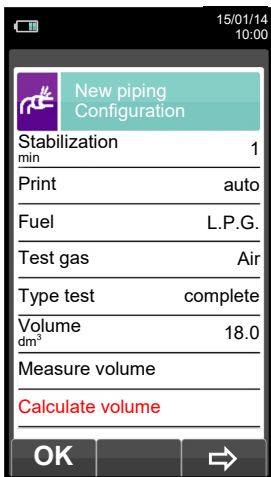 15/01/14
10:00
New piping
Configuration
Stabilization 1
min
Print auto
Fuel L.P.G.
Test gas Air
Type test complete
Volume 18.0
dm³
Measure volume
Calculate volume
OK